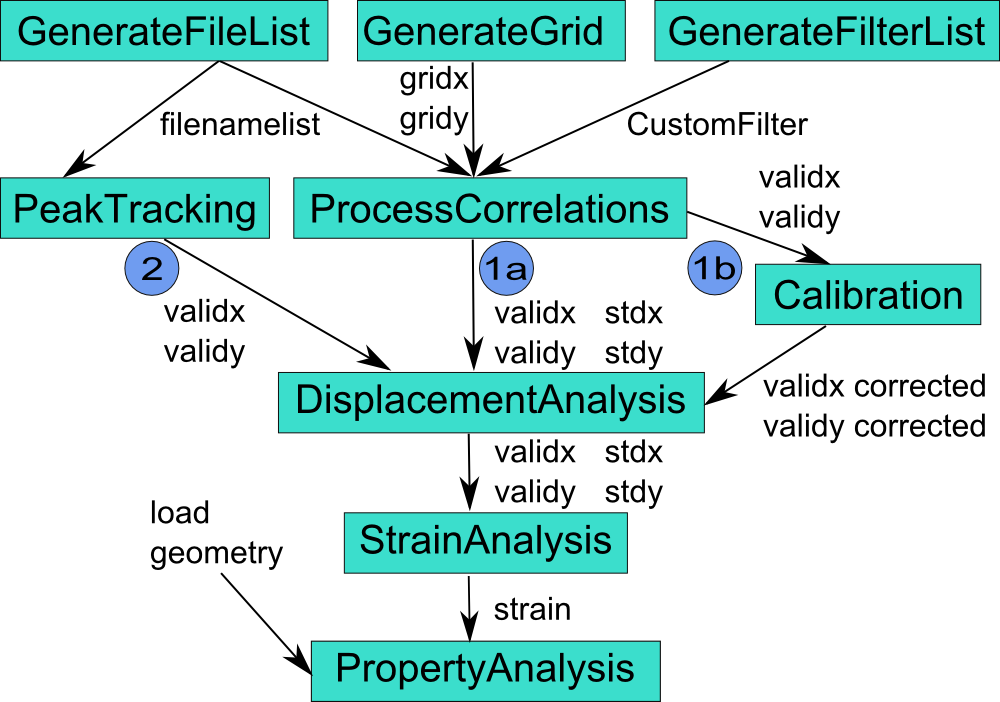 GenerateFileList
GenerateGrid
GenerateFilterList
gridx
gridy
filenamelist
CustomFilter
PeakTracking
ProcessCorrelations
validx
validy
2
1a
1b
Calibration
validx
validy
validx stdx
validy stdy
validx corrected
validy corrected
DisplacementAnalysis
validx stdx
validy stdy
load
geometry
StrainAnalysis
strain
PropertyAnalysis